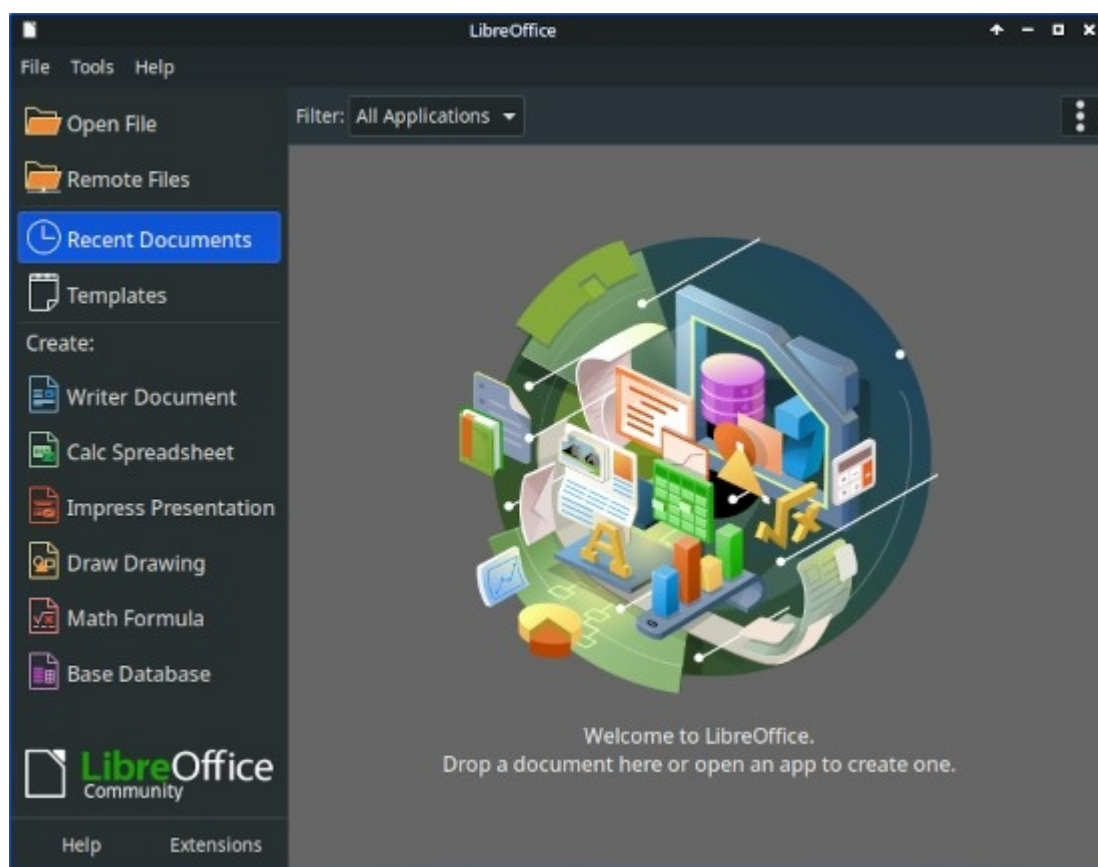 LibreOffice
File Tools Help
Open File
Remote Files
Recent Documents
Templates
Create:
Writer Document
Calc Spreadsheet
Impress Presentation
Draw Drawing
Math Formula
Base Database
LibreOffice
Community
Help Extensions
Filter: All Applications
Welcome to LibreOffice.
Drop a document here or open an app to create one.